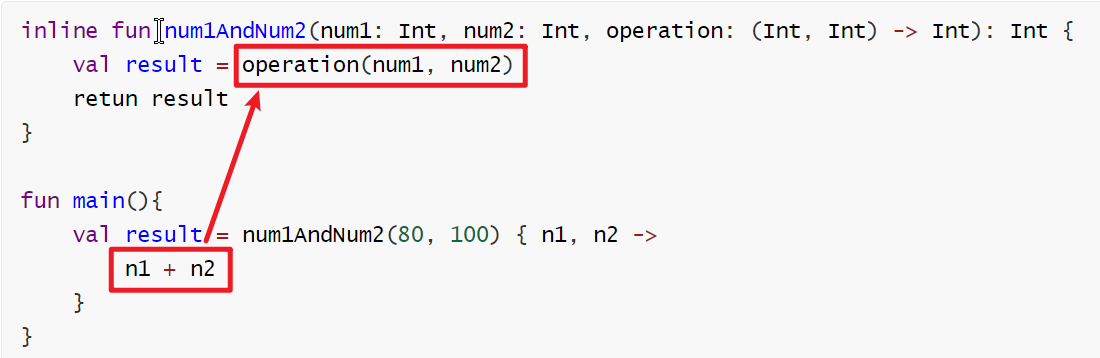 inline fun num1AndNum2(num1: Int, num2: Int, operation: (Int, Int) -> Int): Int {
    val result = operation(num1, num2)
    retun result
}

fun main(){
    val result = num1AndNum2(80, 100) { n1, n2 ->
        n1 + n2
    }
}